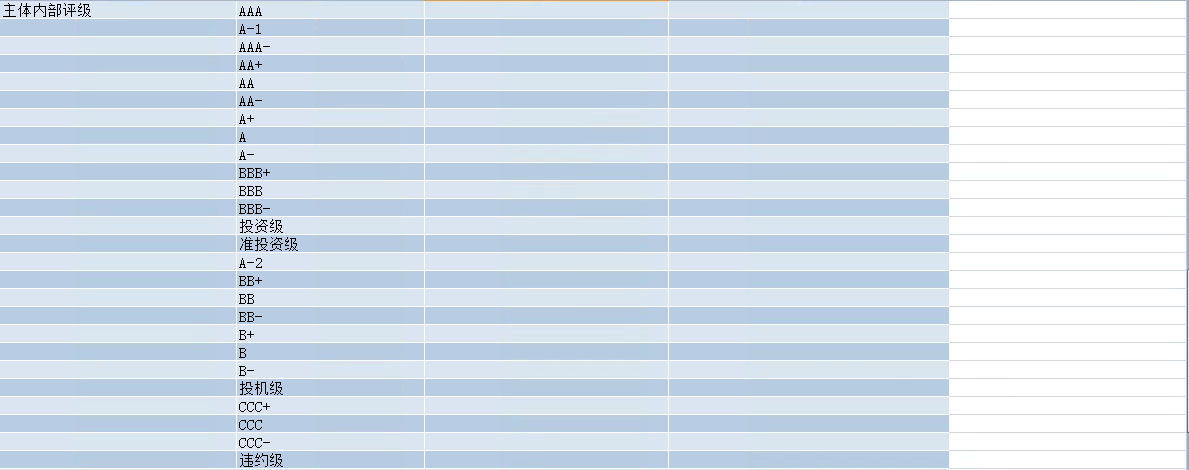 主体内部评级 AAA
A-1
AAA-
AA+
AA
AA-
A+
A
A-
BBB+
BBB
BBB-
投资级
准投资级
A-2
BB+
BB
BB-
B+
B
B-
投机级
CCC+
CCC
CCC-
违约级